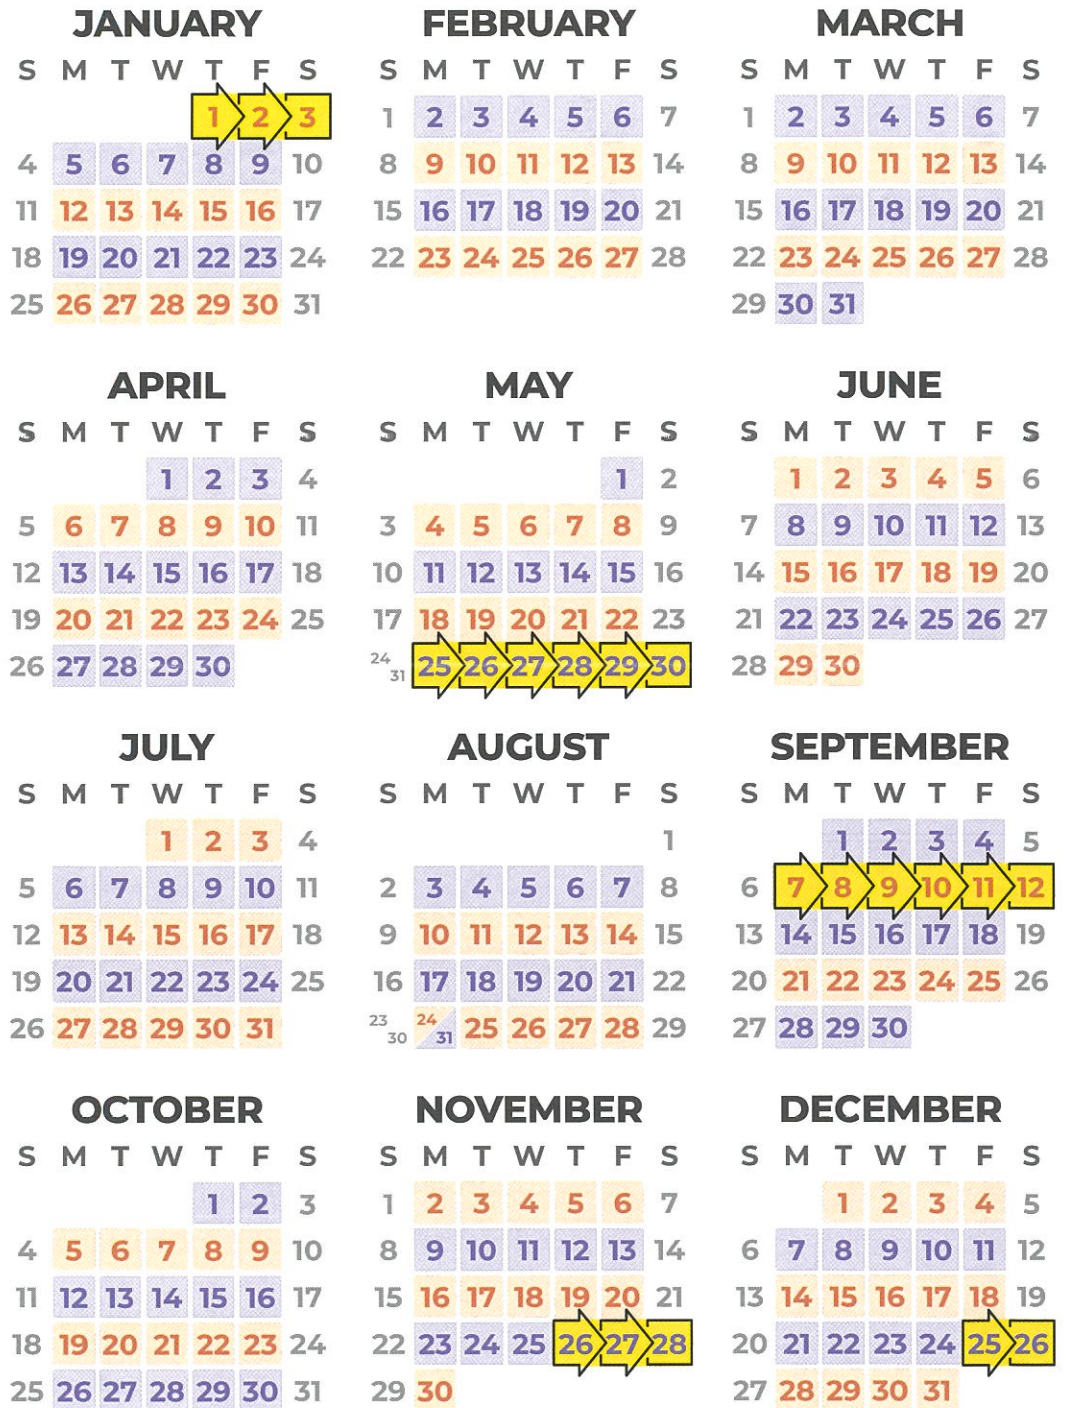 JANUARY
S M T W T F S
1 2 3
4 5 6 7 8 9 10
11 12 13 14 15 16 17
18 19 20 21 22 23 24
25 26 27 28 29 30 31
FEBRUARY
S M T W T F S
1 2 3 4 5 6 7
8 9 10 11 12 13 14
15 16 17 18 19 20 21
22 23 24 25 26 27 28
MARCH
S M T W T F S
1 2 3 4 5 6 7
8 9 10 11 12 13 14
15 16 17 18 19 20 21
22 23 24 25 26 27 28
29 30 31
APRIL
S M T W T F S
1 2 3 4
5 6 7 8 9 10 11
12 13 14 15 16 17 18
19 20 21 22 23 24 25
26 27 28 29 30
MAY
S M T W T F S
1 2
3 4 5 6 7 8 9
10 11 12 13 14 15 16
17 18 19 20 21 22 23
24 31 25 26 27 28 29 30
JUNE
S M T W T F S
1 2 3 4 5 6
7 8 9 10 11 12 13
14 15 16 17 18 19 20
21 22 23 24 25 26 27
28 29 30
JULY
S M T W T F S
1 2 3 4
5 6 7 8 9 10 11
12 13 14 15 16 17 18
19 20 21 22 23 24 25
26 27 28 29 30 31
AUGUST
S M T W T F S
1
2 3 4 5 6 7 8
9 10 11 12 13 14 15
16 17 18 19 20 21 22
23 30 24 31 25 26 27 28 29
SEPTEMBER
S M T W T F S
1 2 3 4 5
6 7 8 9 10 11 12
13 14 15 16 17 18 19
20 21 22 23 24 25 26
27 28 29 30
OCTOBER
S M T W T F S
1 2 3
4 5 6 7 8 9 10
11 12 13 14 15 16 17
18 19 20 21 22 23 24
25 26 27 28 29 30 31
NOVEMBER
S M T W T F S
1 2 3 4 5 6 7
8 9 10 11 12 13 14
15 16 17 18 19 20 21
22 23 24 25 26 27 28
29 30
DECEMBER
S M T W T F S
1 2 3 4 5
6 7 8 9 10 11 12
13 14 15 16 17 18 19
20 21 22 23 24 25 26
27 28 29 30 31